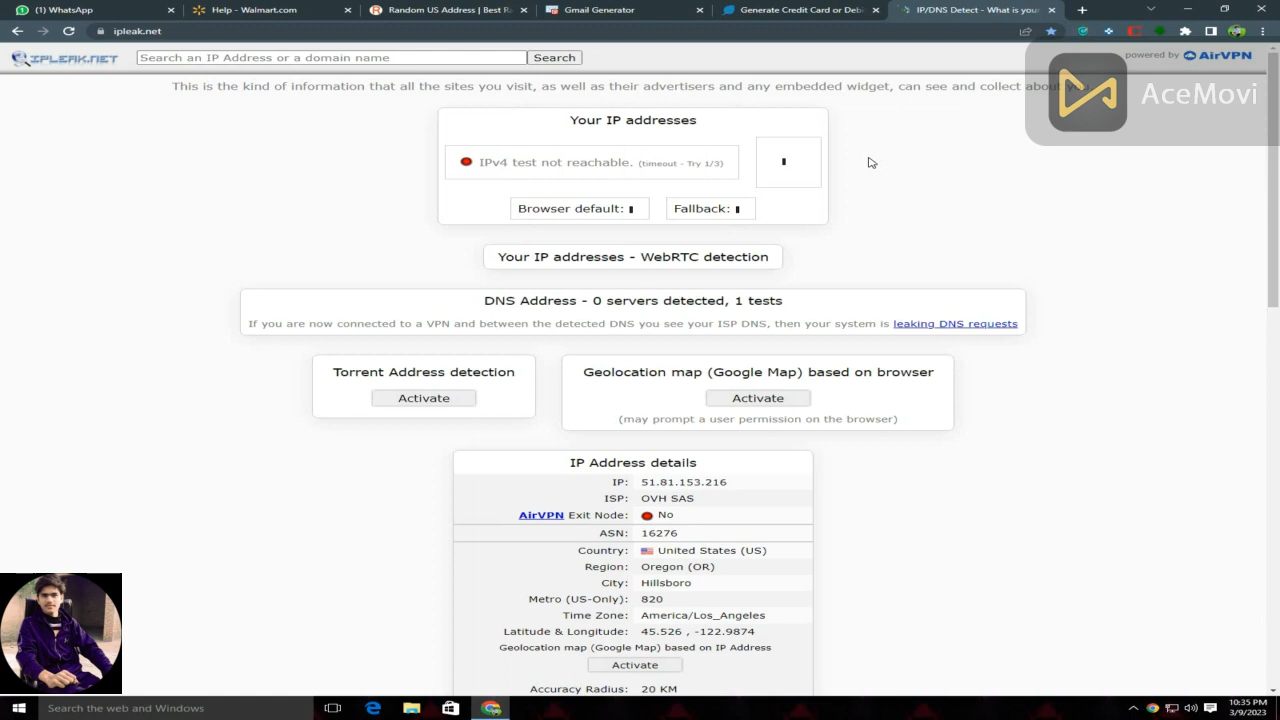 (1) WhatsApp
Help - Walmart.com
Random US Address | Best Ra
Gmail Generator
Generate Credit Card or Debi
IP/DNS Detect - What is your
ipleak.net
IPLEAK.NET
Search an IP Address or a domain name
Search
powered by AirVPN
This is the kind of information that all the sites you visit, as well as their advertisers and any embedded widget, can see and collect about you.
AceMovi
Your IP addresses
IPv4 test not reachable. (timeout - Try 1/3)
Browser default:
Fallback:
Your IP addresses - WebRTC detection
DNS Address - 0 servers detected, 1 tests
If you are now connected to a VPN and between the detected DNS you see your ISP DNS, then your system is leaking DNS requests
Torrent Address detection
Activate
Geolocation map (Google Map) based on browser
Activate
(may prompt a user permission on the browser)
IP Address details
IP: 51.81.153.216
ISP: OVH SAS
AirVPN Exit Node: No
ASN: 16276
Country: United States (US)
Region: Oregon (OR)
City: Hillsboro
Metro (US-Only): 820
Time Zone: America/Los_Angeles
Latitude & Longitude: 45.526 , -122.9874
Geolocation map (Google Map) based on IP Address
Activate
Accuracy Radius: 20 KM
Search the web and Windows
10:35 PM
3/9/2023